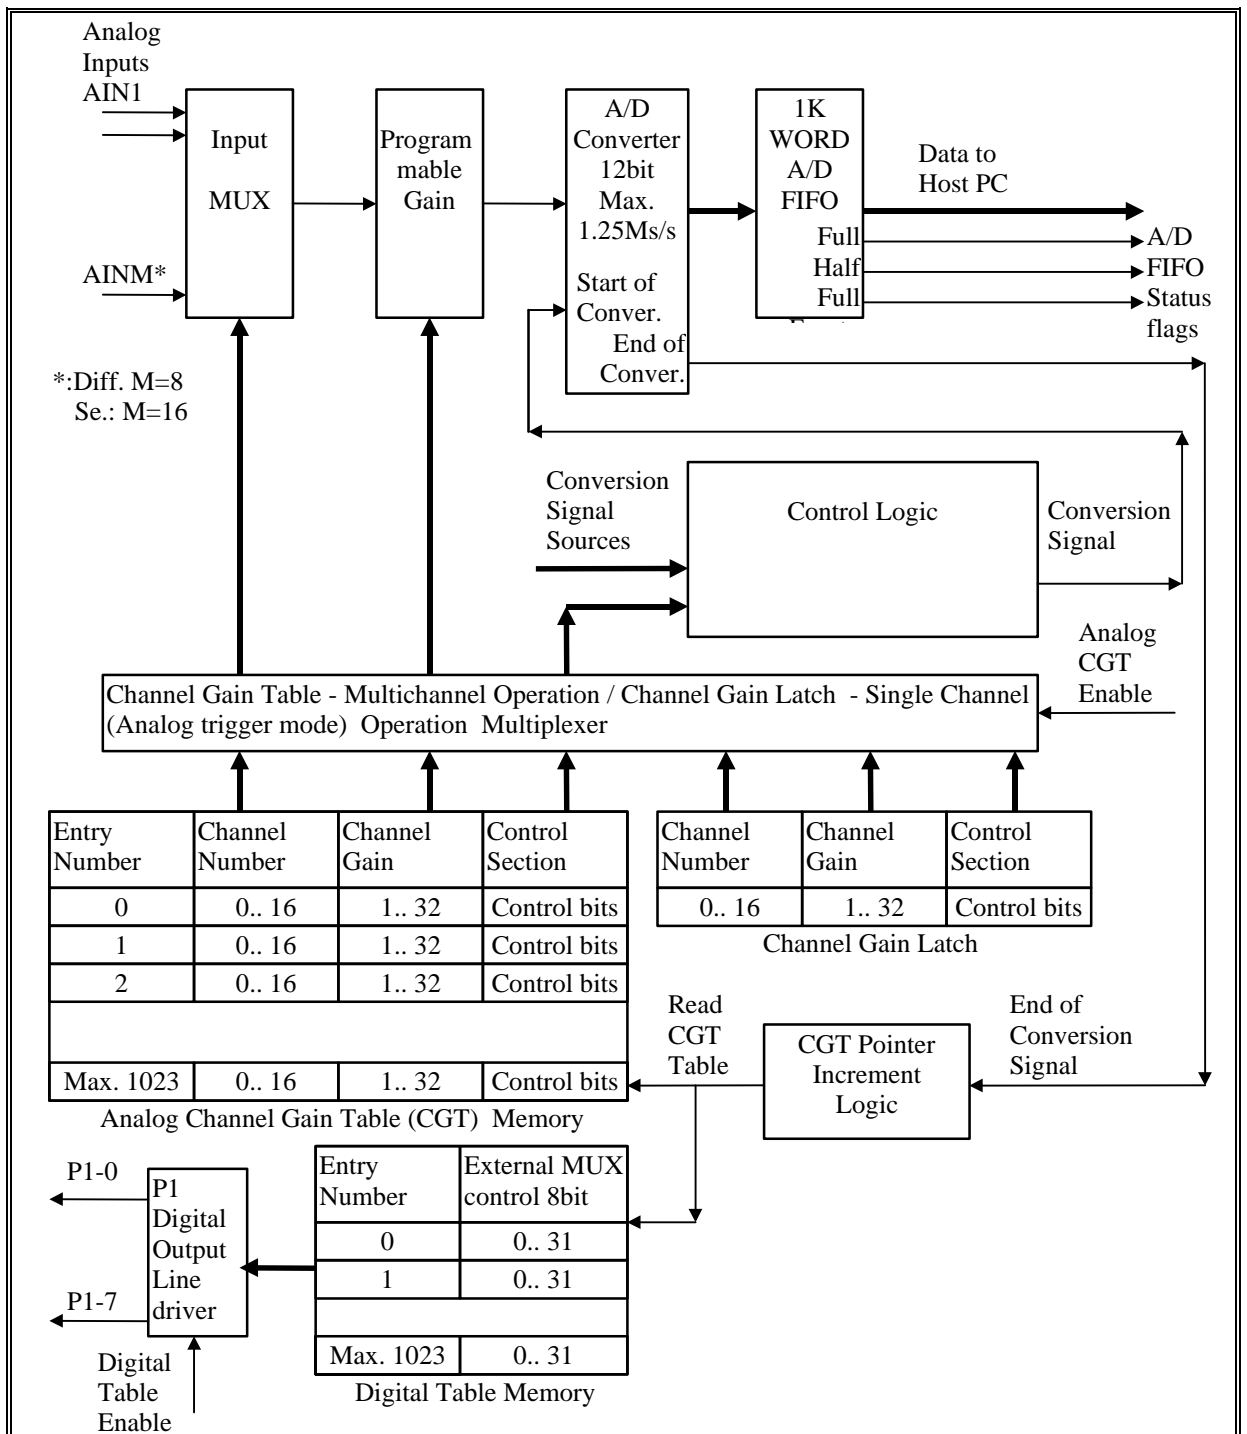 Analog
Inputs
AIN1
AINM*
*:Diff. M=8
Se.: M=16
Input
MUX
Program
mable
Gain
A/D
Converter
12bit
Max.
1.25Ms/s
Start of
Conver.
End of
Conver.
1K
WORD
A/D
FIFO
Full
Half
Full
Data to
Host PC
A/D
FIFO
Status
flags
Conversion
Signal
Sources
Control Logic
Conversion
Signal
Analog
CGT
Enable
Channel Gain Table - Multichannel Operation / Channel Gain Latch - Single Channel
(Analog trigger mode) Operation Multiplexer
Entry Number Channel Number Channel Gain Control Section
0 0.. 16 1.. 32 Control bits
1 0.. 16 1.. 32 Control bits
2 0.. 16 1.. 32 Control bits
Max. 1023 0.. 16 1.. 32 Control bits
Analog Channel Gain Table (CGT) Memory
Channel Number Channel Gain Control Section
0.. 16 1.. 32 Control bits
Channel Gain Latch
Read
CGT
Table
CGT Pointer
Increment
Logic
End of
Conversion
Signal
P1-0
P1-7
P1
Digital
Output
Line
driver
Digital
Table
Enable
Entry Number External MUX control 8bit
0 0.. 31
1 0.. 31
Max. 1023 0.. 31
Digital Table Memory